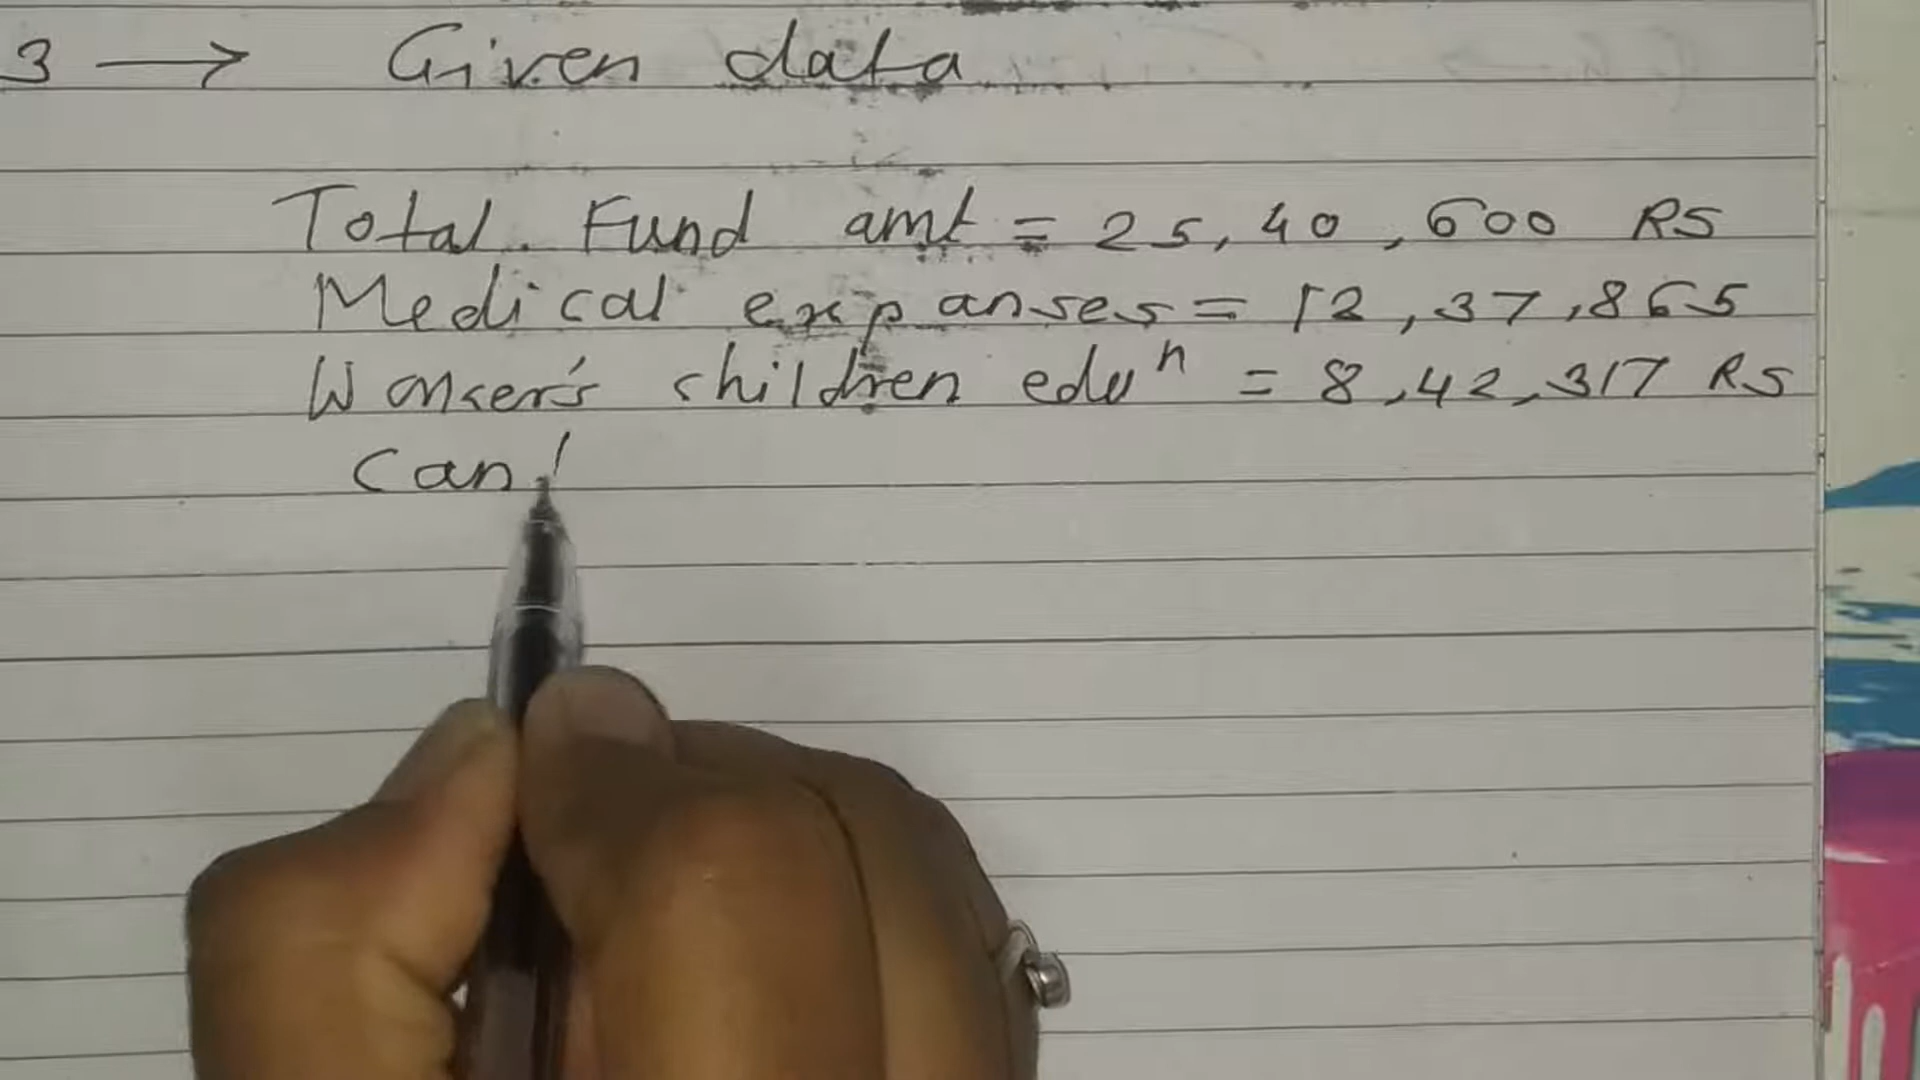 3 → Given data
Total. Fund amt = 25,40,600 RS
Medical expanses = 12,37,865
Worker's children eduⁿ = 8,42,317 RS
Can